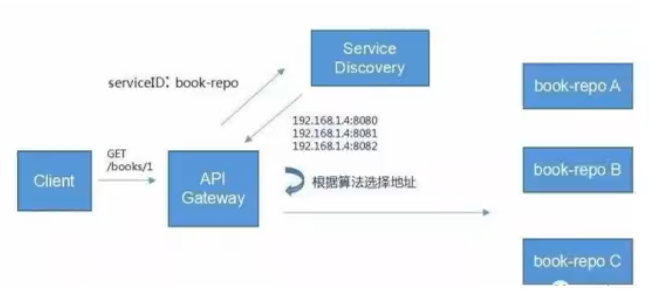 Service
Discovery
serviceID: book-repo
book-repo A
192.168.1.4:8080
192.168.1.4:8081
192.168.1.4:8082
GET
/books/1
Client
API
Gateway
根据算法选择地址
book-repo B
book-repo C